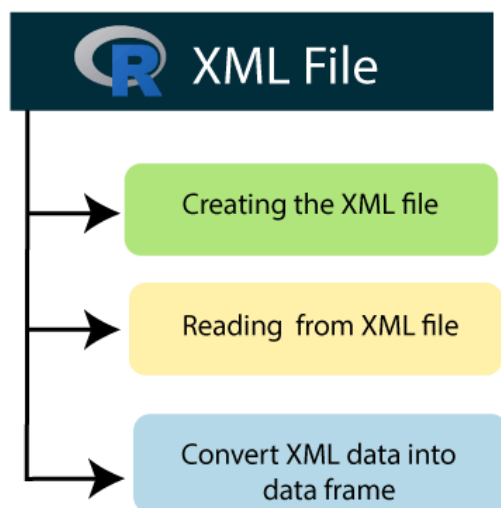 R XML File
Creating the XML file
Reading from XML file
Convert XML data into
data frame